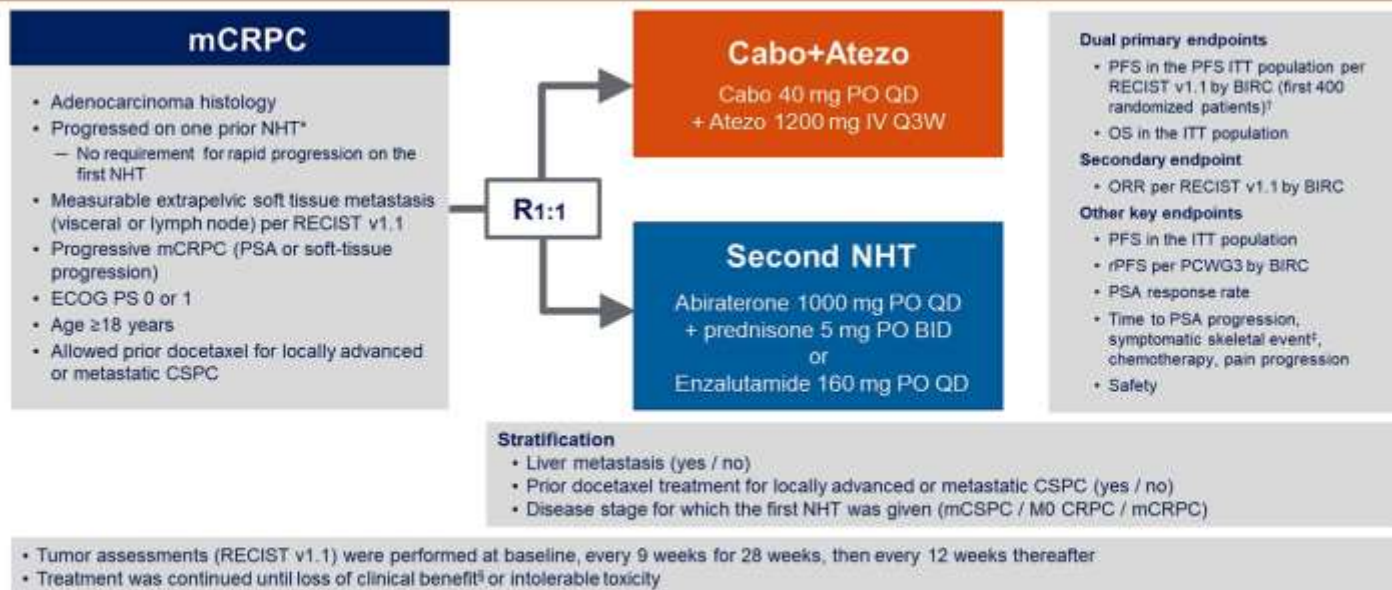 mCRPC
• Adenocarcinoma histology
• Progressed on one prior NHT*
— No requirement for rapid progression on the
first NHT
• Measurable extrapelvic soft tissue metastasis
(visceral or lymph node) per RECIST v1.1
• Progressive mCRPC (PSA or soft-tissue
progression)
• ECOG PS 0 or 1
• Age ≥18 years
• Allowed prior docetaxel for locally advanced
or metastatic CSPC
R1:1
Cabo+Atezo
Cabo 40 mg PO QD
+ Atezo 1200 mg IV Q3W
Second NHT
Abiraterone 1000 mg PO QD
+ prednisone 5 mg PO BID
or
Enzalutamide 160 mg PO QD
Dual primary endpoints
• PFS in the PFS ITT population per
RECIST v1.1 by BIRC (first 400
randomized patients)†
• OS in the ITT population
Secondary endpoint
• ORR per RECIST v1.1 by BIRC
Other key endpoints
• PFS in the ITT population
• rPFS per PCWG3 by BIRC
• PSA response rate
• Time to PSA progression,
symptomatic skeletal event‡,
chemotherapy, pain progression
• Safety
Stratification
• Liver metastasis (yes / no)
• Prior docetaxel treatment for locally advanced or metastatic CSPC (yes / no)
• Disease stage for which the first NHT was given (mCSPC / M0 CRPC / mCRPC)
• Tumor assessments (RECIST v1.1) were performed at baseline, every 9 weeks for 28 weeks, then every 12 weeks thereafter
• Treatment was continued until loss of clinical benefit§ or intolerable toxicity